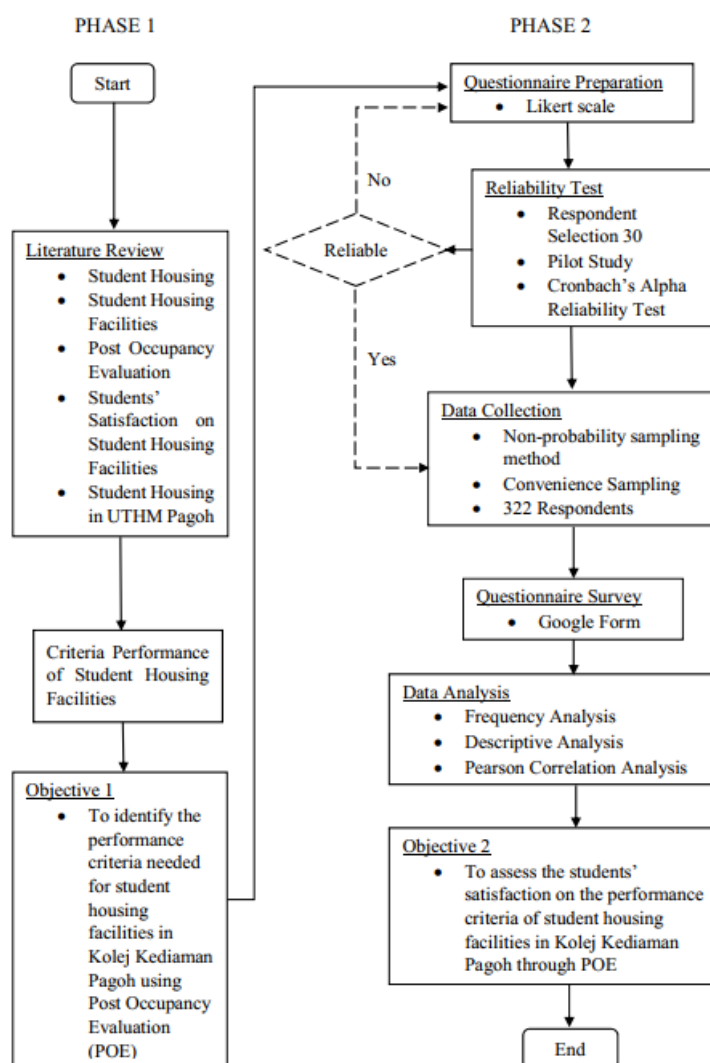 PHASE 1
Start
Literature Review
• Student Housing
• Student Housing
Facilities
• Post Occupancy
Evaluation
• Students’
Satisfaction on
Student Housing
Facilities
• Student Housing
in UTHM Pagoh
Criteria Performance
of Student Housing
Facilities
Objective 1
• To identify the
performance
criteria needed
for student
housing
facilities in
Kolej Kediaman
Pagoh using
Post Occupancy
Evaluation
(POE)
PHASE 2
Questionnaire Preparation
• Likert scale
No
Reliability Test
• Respondent
Selection 30
• Pilot Study
• Cronbach’s Alpha
Reliability Test
Reliable
Yes
Data Collection
• Non-probability sampling
method
• Convenience Sampling
• 322 Respondents
Questionnaire Survey
• Google Form
Data Analysis
• Frequency Analysis
• Descriptive Analysis
• Pearson Correlation Analysis
Objective 2
• To assess the students’
satisfaction on the performance
criteria of student housing
facilities in Kolej Kediaman
Pagoh through POE
End